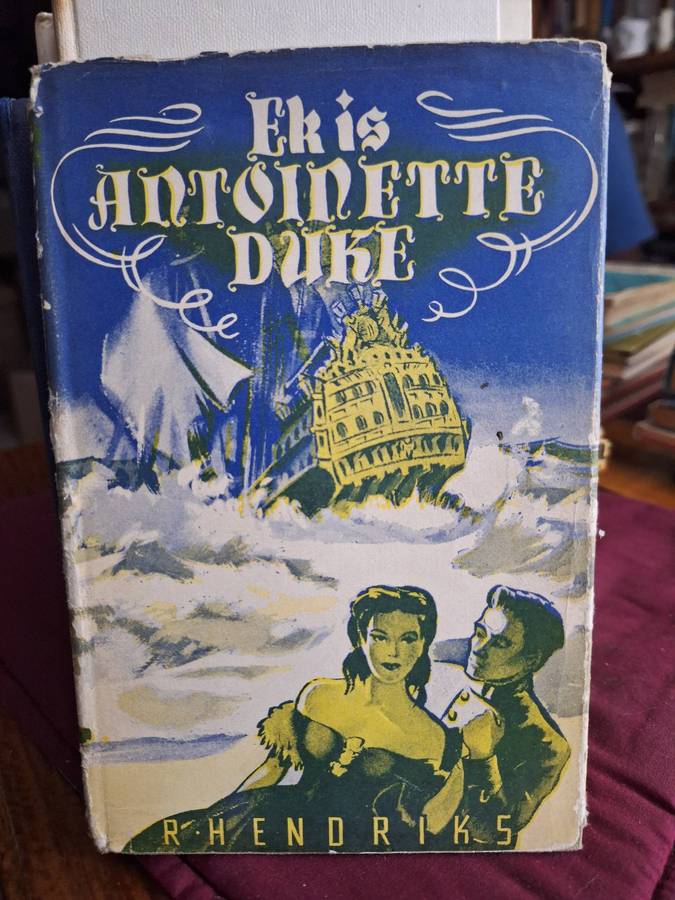 Ek is
ANTOINETTE
DUKE
R·HENDRIKS